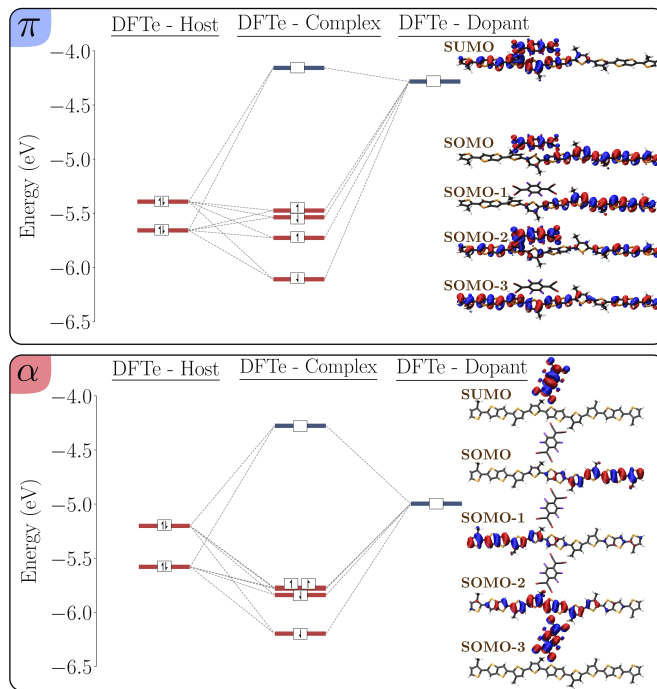 π
DFTe - Host DFTe - Complex DFTe - Dopant
Energy (eV)
−4.0
−4.5
−5.0
−5.5
−6.0
−6.5
SUMO
SOMO
SOMO-1
SOMO-2
SOMO-3
α
DFTe - Host DFTe - Complex DFTe - Dopant
Energy (eV)
−4.0
−4.5
−5.0
−5.5
−6.0
−6.5
SUMO
SOMO
SOMO-1
SOMO-2
SOMO-3